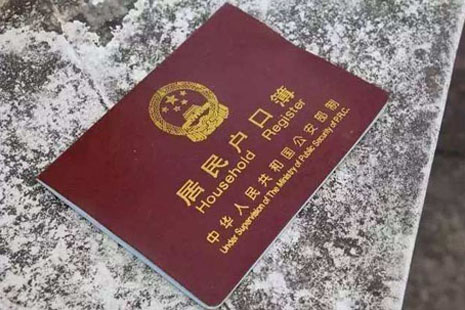 居民户口簿
Household Register
中华人民共和国公安部制
Under Supervision of The Ministry of Public Security of P.R.C.